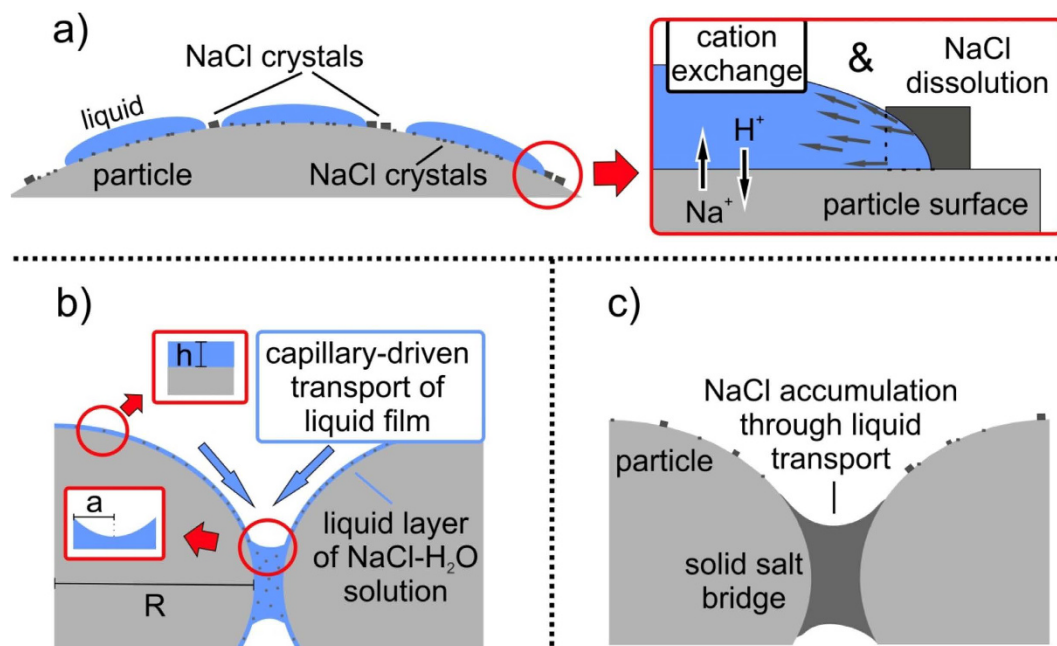 a)
NaCl crystals
liquid
particle
NaCl crystals
cation
exchange
&
NaCl
dissolution
H⁺
Na⁺
particle surface
b)
h
capillary-driven
transport of
liquid film
a
R
liquid layer
of NaCl-H₂O
solution
c)
NaCl accumulation
through liquid
transport
particle
solid salt
bridge